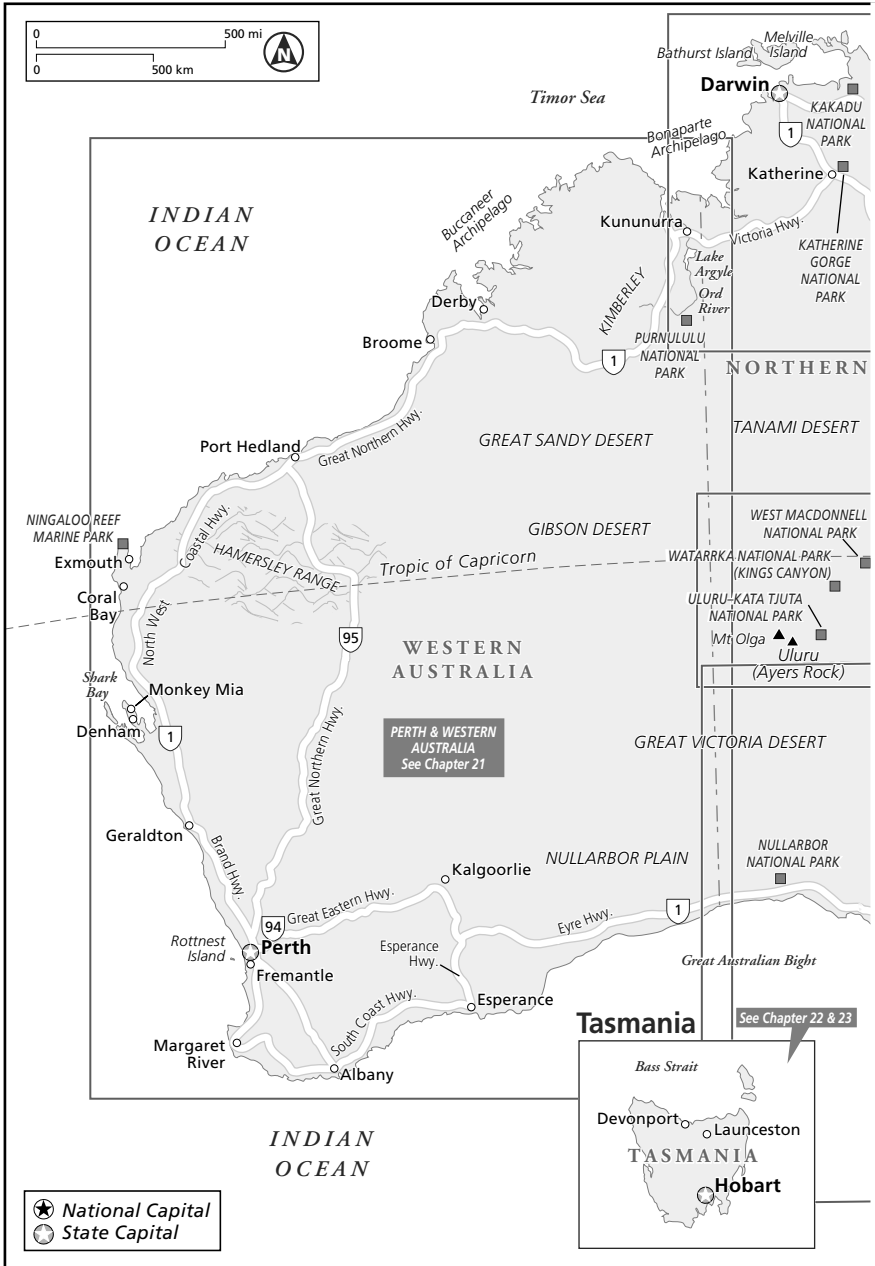 0
500 mi
0
500 km
N
Timor Sea
Bathurst Island
Melville
Island
Darwin
KAKADU
NATIONAL
PARK
1
Bonaparte
Archipelago
Katherine
INDIAN
OCEAN
Buccaneer
Archipelago
Kununurra
Victoria Hwy.
KATHERINE
GORGE
NATIONAL
PARK
Lake
Argyle
Ord
River
KIMBERLEY
Derby
Broome
PURNULULU
NATIONAL
PARK
1
NORTHERN
Great Northern Hwy.
Port Hedland
GREAT SANDY DESERT
TANAMI DESERT
NINGALOO REEF
MARINE PARK
Exmouth
Coral
Bay
North West
Coastal Hwy.
HAMERSLEY RANGE
GIBSON DESERT
Tropic of Capricorn
WEST MACDONNELL
NATIONAL PARK
WATARRKA NATIONAL PARK
(KINGS CANYON)
ULURU–KATA TJUTA
NATIONAL PARK
Mt Olga
Uluru
(Ayers Rock)
95
WESTERN
AUSTRALIA
Shark
Bay
Monkey Mia
Denham
1
Great Northern Hwy.
PERTH & WESTERN
AUSTRALIA
See Chapter 21
GREAT VICTORIA DESERT
Geraldton
Brand Hwy.
Kalgoorlie
NULLARBOR PLAIN
NULLARBOR
NATIONAL PARK
94
Great Eastern Hwy.
Eyre Hwy.
1
Rottnest
Island
Perth
Fremantle
Esperance
Hwy.
Great Australian Bight
Esperance
South Coast Hwy.
Margaret
River
Albany
Tasmania
See Chapter 22 & 23
Bass Strait
Devonport
Launceston
TASMANIA
Hobart
INDIAN
OCEAN
National Capital
State Capital